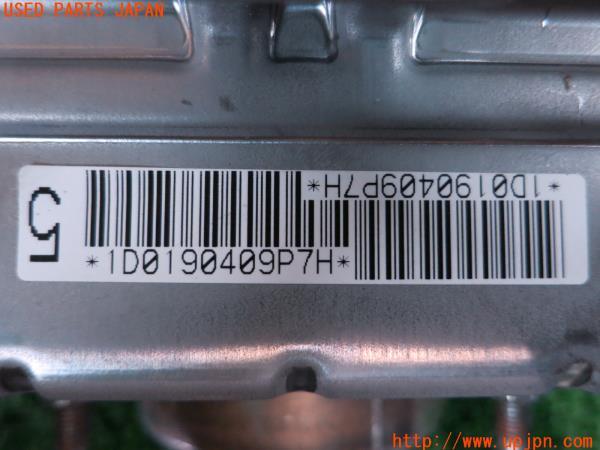 USED PARTS JAPAN
*1D0190409P7H*
5
*1D0190409P7H*
http://www.upjpn.com/